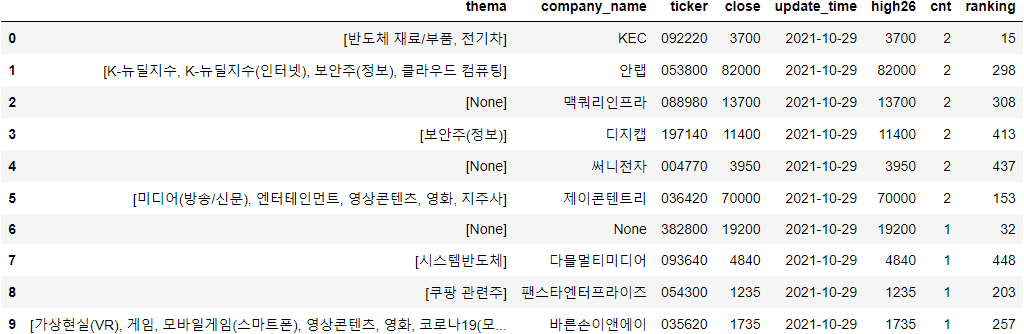 thema company_name ticker close update_time high26 cnt ranking
0 [반도체 재료/부품, 전기차] KEC 092220 3700 2021-10-29 3700 2 15
1 [K-뉴딜지수, K-뉴딜지수(인터넷), 보안주(정보), 클라우드 컴퓨팅] 안랩 053800 82000 2021-10-29 82000 2 298
2 [None] 맥쿼리인프라 088980 13700 2021-10-29 13700 2 308
3 [보안주(정보)] 디지캡 197140 11400 2021-10-29 11400 2 413
4 [None] 써니전자 004770 3950 2021-10-29 3950 2 437
5 [미디어(방송/신문), 엔터테인먼트, 영상콘텐츠, 영화, 지주사] 제이콘텐트리 036420 70000 2021-10-29 70000 2 153
6 [None] None 382800 19200 2021-10-29 19200 1 32
7 [시스템반도체] 다믈멀티미디어 093640 4840 2021-10-29 4840 1 448
8 [쿠팡 관련주] 팬스타엔터프라이즈 054300 1235 2021-10-29 1235 1 203
9 [가상현실(VR), 게임, 모바일게임(스마트폰), 영상콘텐츠, 영화, 코로나19(모... 바른손이앤에이 035620 1735 2021-10-29 1735 1 257